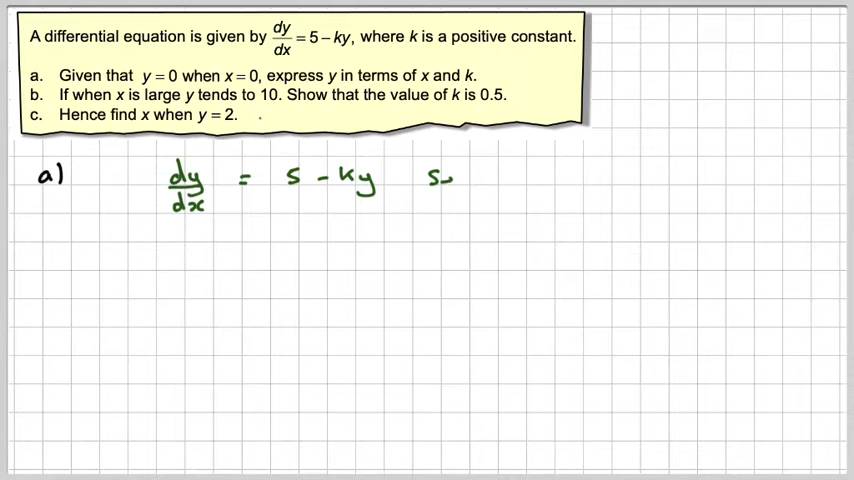 A differential equation is given by dy/dx = 5 – ky, where k is a positive constant.
a. Given that y = 0 when x = 0, express y in terms of x and k.
b. If when x is large y tends to 10. Show that the value of k is 0.5.
c. Hence find x when y = 2.
a) dy/dx = 5 - ky